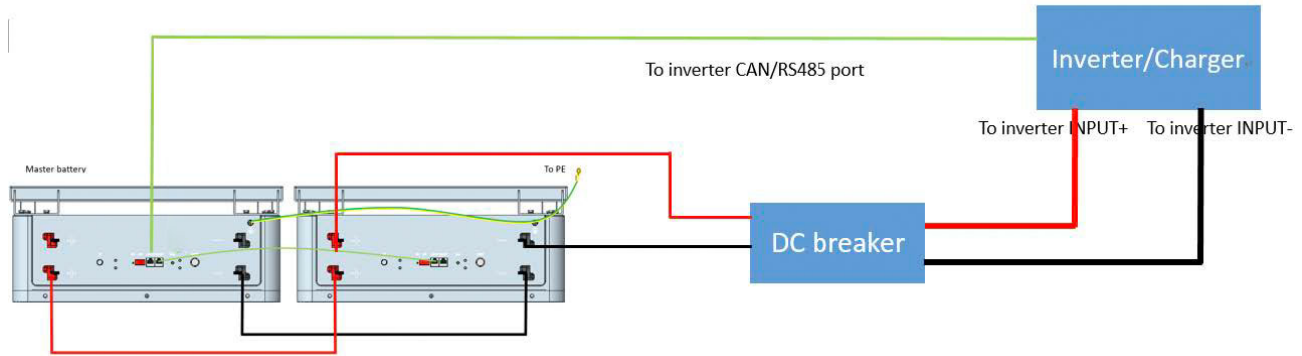 Inverter/Charger
To inverter CAN/RS485 port
To inverter INPUT+
To inverter INPUT-
Master battery
To PE
DC breaker